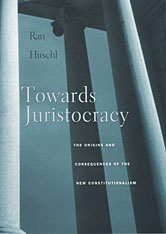 Ran
Hirschl
Towards
Juristocracy
THE ORIGINS AND
CONSEQUENCES OF THE
NEW CONSTITUTIONALISM